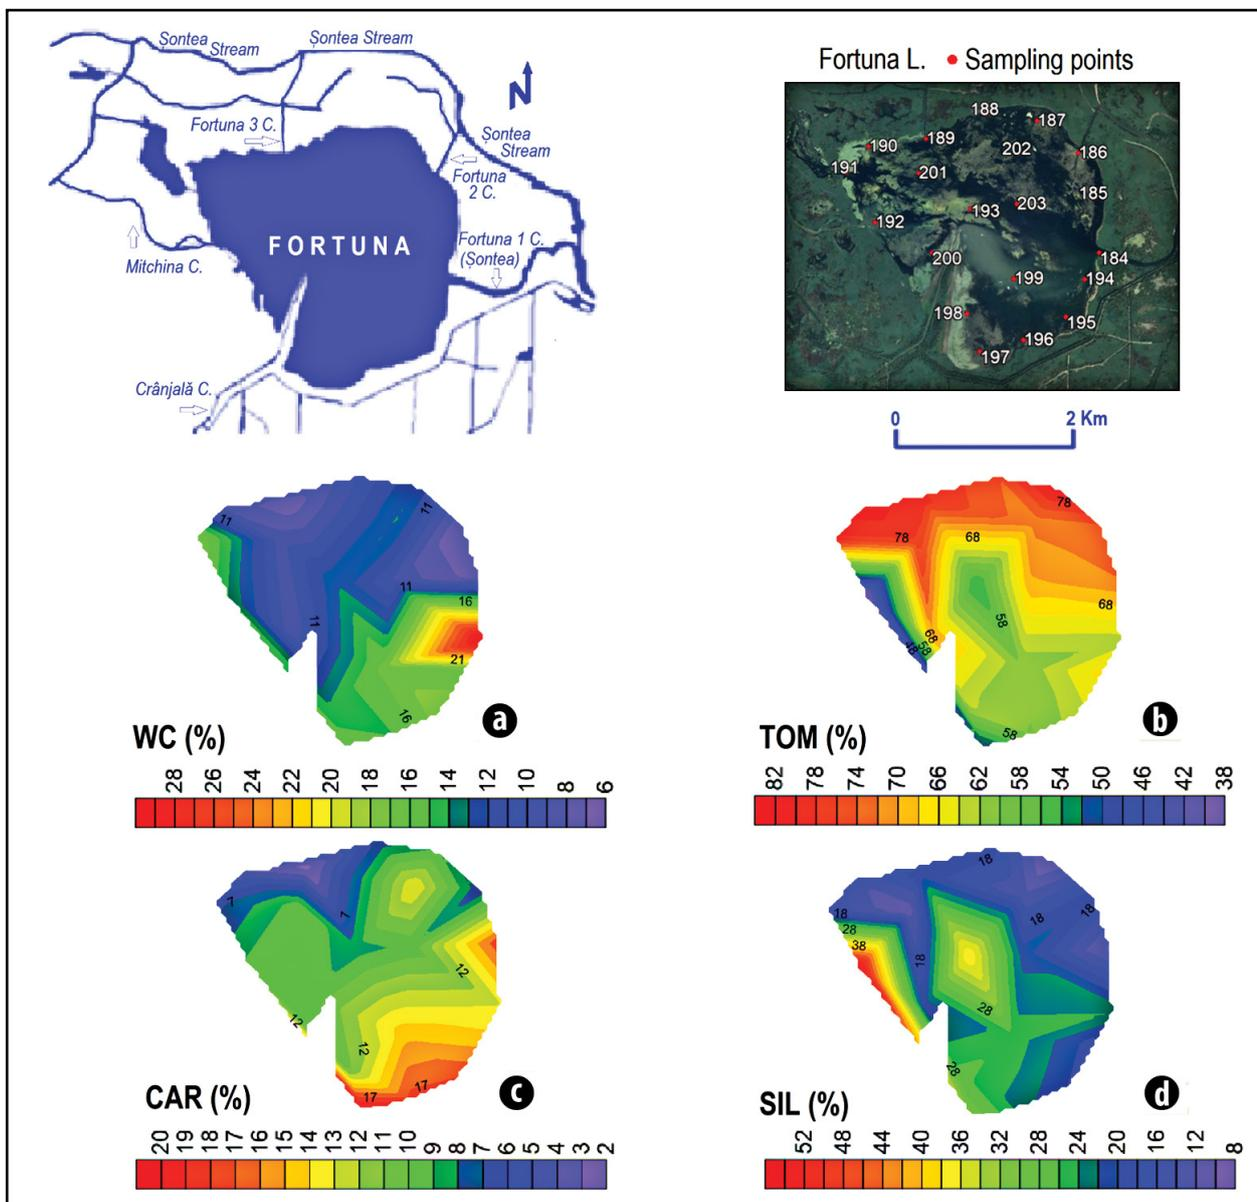 Șontea
Stream
Șontea Stream
N
Fortuna 3 C.
Șontea
Stream
Fortuna
2 C.
FORTUNA
Fortuna 1 C.
(Șontea)
Mitchina C.
Crânjală C.
Fortuna L. • Sampling points
188
187
190
189
202
186
191
201
185
193
203
192
200
184
199
194
198
195
196
197
0 2 Km
11
11
11
11
16
21
16
a
WC (%)
28 26 24 22 20 18 16 14 12 10 8 6
78
78
68
68
58
68
58
48
58
b
TOM (%)
82 78 74 70 66 62 58 54 50 46 42 38
7
7
12
12
12
17
17
c
CAR (%)
20 19 18 17 16 15 14 13 12 11 10 9 8 7 6 5 4 3 2
18
18
18
18
28
38
18
28
28
d
SIL (%)
52 48 44 40 36 32 28 24 20 16 12 8